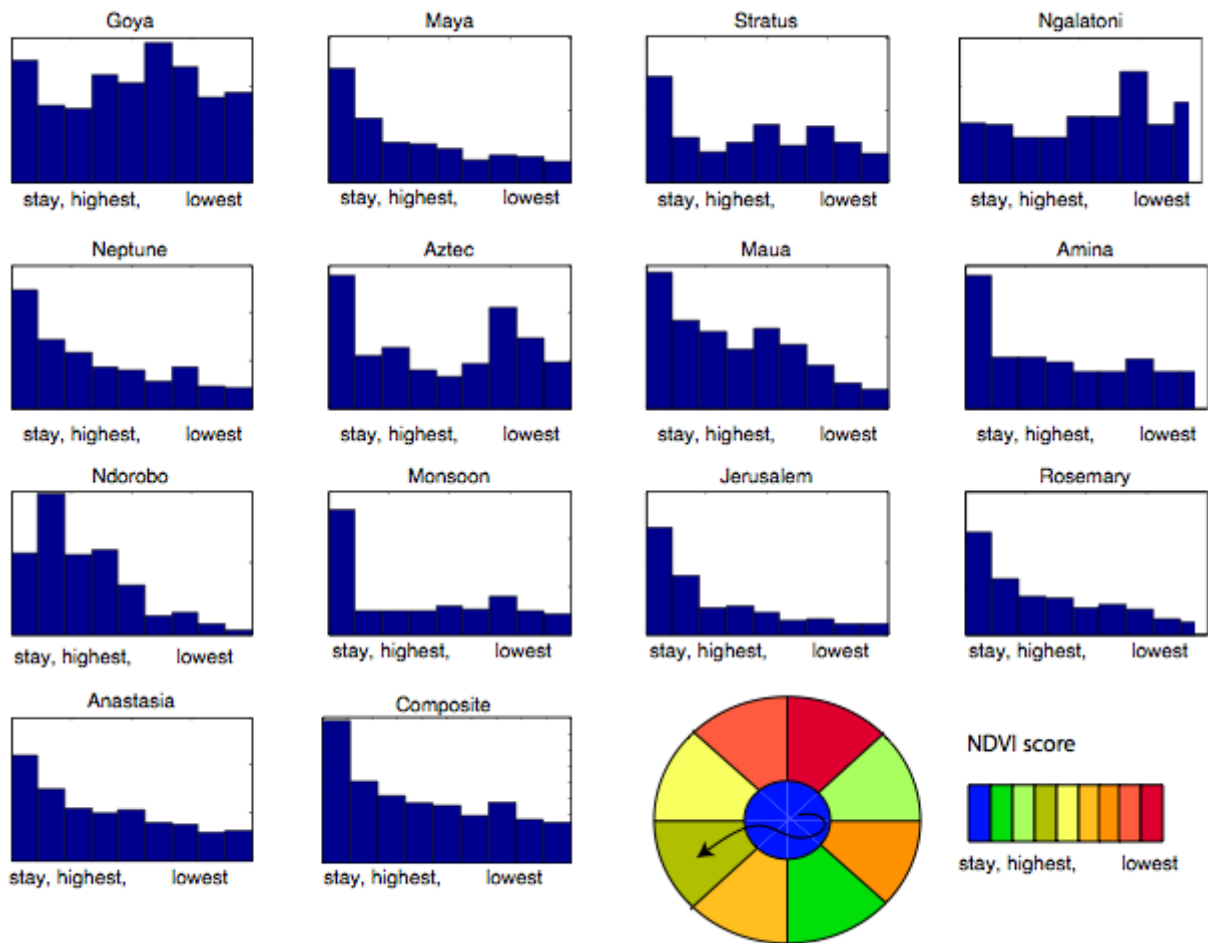 Goya
Maya
Stratus
Ngalatoni
stay, highest, lowest
stay, highest, lowest
stay, highest, lowest
stay, highest, lowest
Neptune
Aztec
Maua
Amina
stay, highest, lowest
stay, highest, lowest
stay, highest, lowest
stay, highest, lowest
Ndorobo
Monsoon
Jerusalem
Rosemary
stay, highest, lowest
stay, highest, lowest
stay, highest, lowest
stay, highest, lowest
Anastasia
Composite
NDVI score
stay, highest, lowest
stay, highest, lowest
stay, highest, lowest